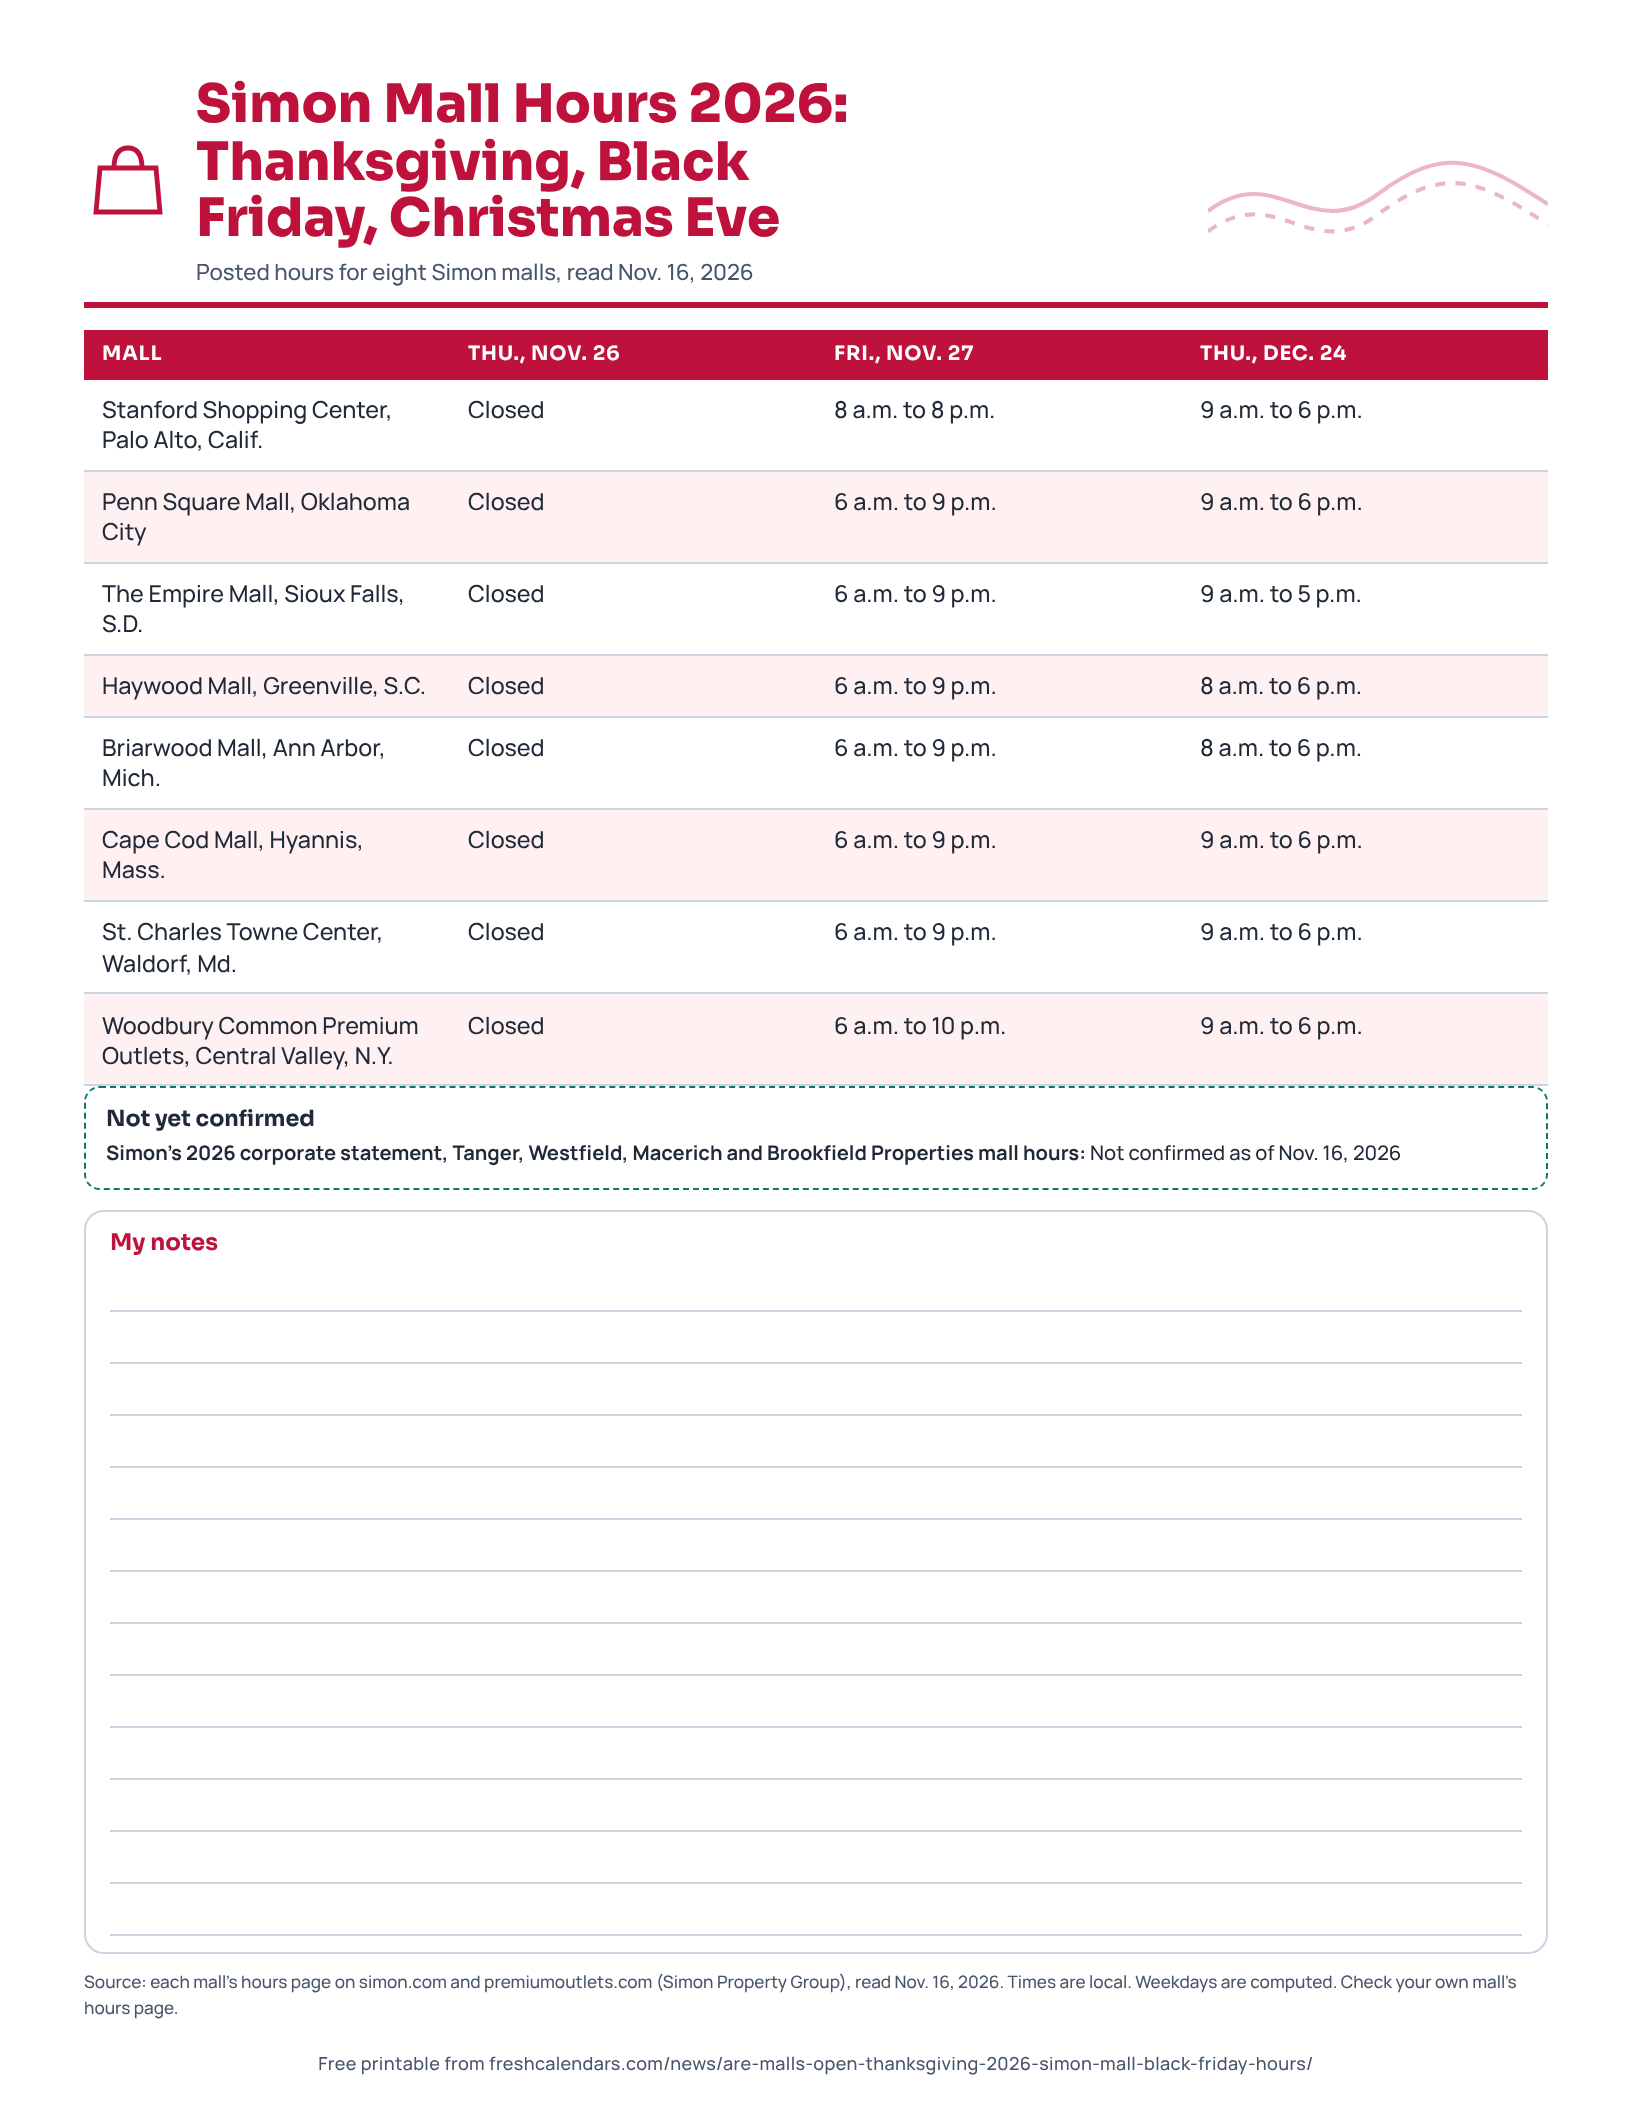 Simon Mall Hours 2026:
Thanksgiving, Black
Friday, Christmas Eve
Posted hours for eight Simon malls, read Nov. 16, 2026
MALL THU., NOV. 26 FRI., NOV. 27 THU., DEC. 24
Stanford Shopping Center, Closed 8 a.m. to 8 p.m. 9 a.m. to 6 p.m.
Palo Alto, Calif.
Penn Square Mall, Oklahoma Closed 6 a.m. to 9 p.m. 9 a.m. to 6 p.m.
City
The Empire Mall, Sioux Falls, Closed 6 a.m. to 9 p.m. 9 a.m. to 5 p.m.
S.D.
Haywood Mall, Greenville, S.C. Closed 6 a.m. to 9 p.m. 8 a.m. to 6 p.m.
Briarwood Mall, Ann Arbor, Closed 6 a.m. to 9 p.m. 8 a.m. to 6 p.m.
Mich.
Cape Cod Mall, Hyannis, Closed 6 a.m. to 9 p.m. 9 a.m. to 6 p.m.
Mass.
St. Charles Towne Center, Closed 6 a.m. to 9 p.m. 9 a.m. to 6 p.m.
Waldorf, Md.
Woodbury Common Premium Closed 6 a.m. to 10 p.m. 9 a.m. to 6 p.m.
Outlets, Central Valley, N.Y.
Not yet confirmed
Simon's 2026 corporate statement, Tanger, Westfield, Macerich and Brookfield Properties mall hours: Not confirmed as of Nov. 16, 2026
My notes
Source: each mall's hours page on simon.com and premiumoutlets.com (Simon Property Group), read Nov. 16, 2026. Times are local. Weekdays are computed. Check your own mall's
hours page.
Free printable from freshcalendars.com/news/are-malls-open-thanksgiving-2026-simon-mall-black-friday-hours/